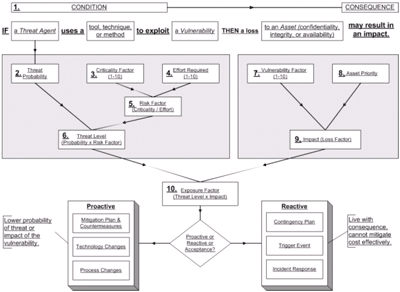 1. CONDITION
CONSEQUENCE
IF a Threat Agent uses a tool, technique, or method to exploit a Vulnerability THEN a loss to an Asset (confidentiality, integrity, or availability) may result in an impact.
2. Threat
Probability
3. Criticality Factor
(1-10)
4. Effort Required
(1-10)
5. Risk Factor
(Criticality / Effort)
6. Threat Level
(Probability x Risk Factor)
7. Vulnerability Factor
(1-10)
8. Asset Priority
9. Impact (Loss Factor)
10. Exposure Factor
(Threat Level x Impact)
Proactive
Mitigation Plan &
Countermeasures
Technology Changes
Process Changes
Lower probability
of threat or
impact of the
vulnerability.
Proactive
or Reactive
or
Acceptance?
Reactive
Contingency Plan
Trigger Event
Incident Response
Live with
consequence,
cannot mitigate
cost effectively.